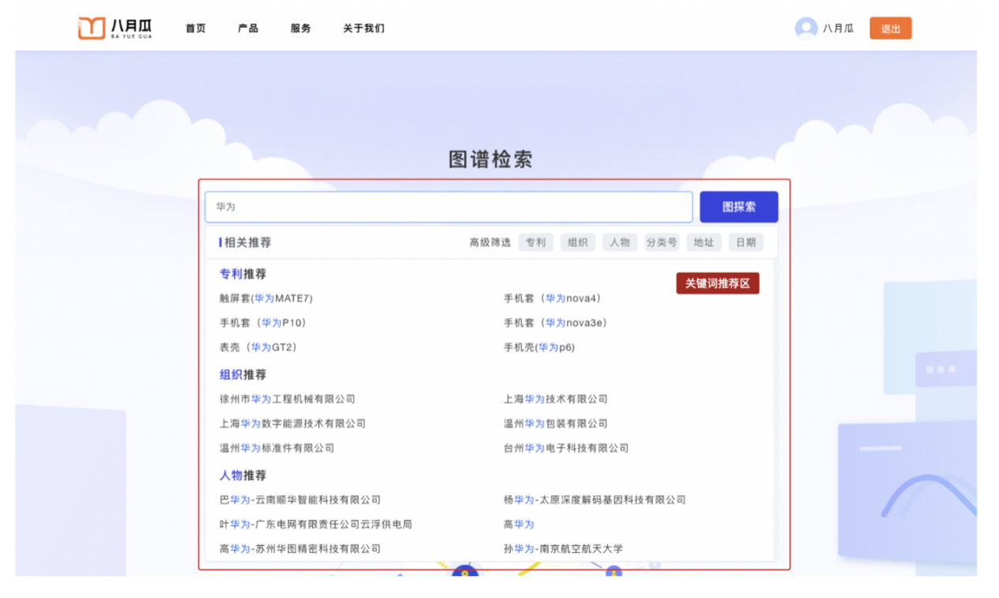 八月瓜 首页 产品 服务 关于我们 八月瓜 退出
BA YUE GUA
图谱检索
华为 图探索
相关推荐 高级筛选 专利 组织 人物 分类号 地址 日期
专利推荐
关键词推荐区
触屏套(华为MATE7) 手机套（华为nova4）
手机套（华为P10） 手机套（华为nova3e）
表壳（华为GT2） 手机壳(华为p6)
组织推荐
徐州市华为工程机械有限公司 上海华为技术有限公司
上海华为数字能源技术有限公司 温州华为包装有限公司
温州华为标准件有限公司 台州华为电子科技有限公司
人物推荐
巴华为-云南顺华智能科技有限公司 杨华为-太原深度解码基因科技有限公司
叶华为-广东电网有限责任公司云浮供电局 高华为
高华为-苏州华图精密科技有限公司 孙华为-南京航空航天大学